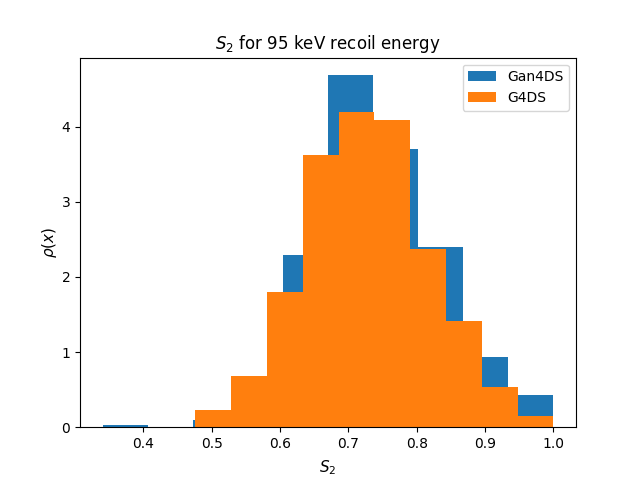 S₂ for 95 keV recoil energy
Gan4DS
G4DS
ρ(x)
4
3
2
1
0
0.4 0.5 0.6 0.7 0.8 0.9 1.0
S₂